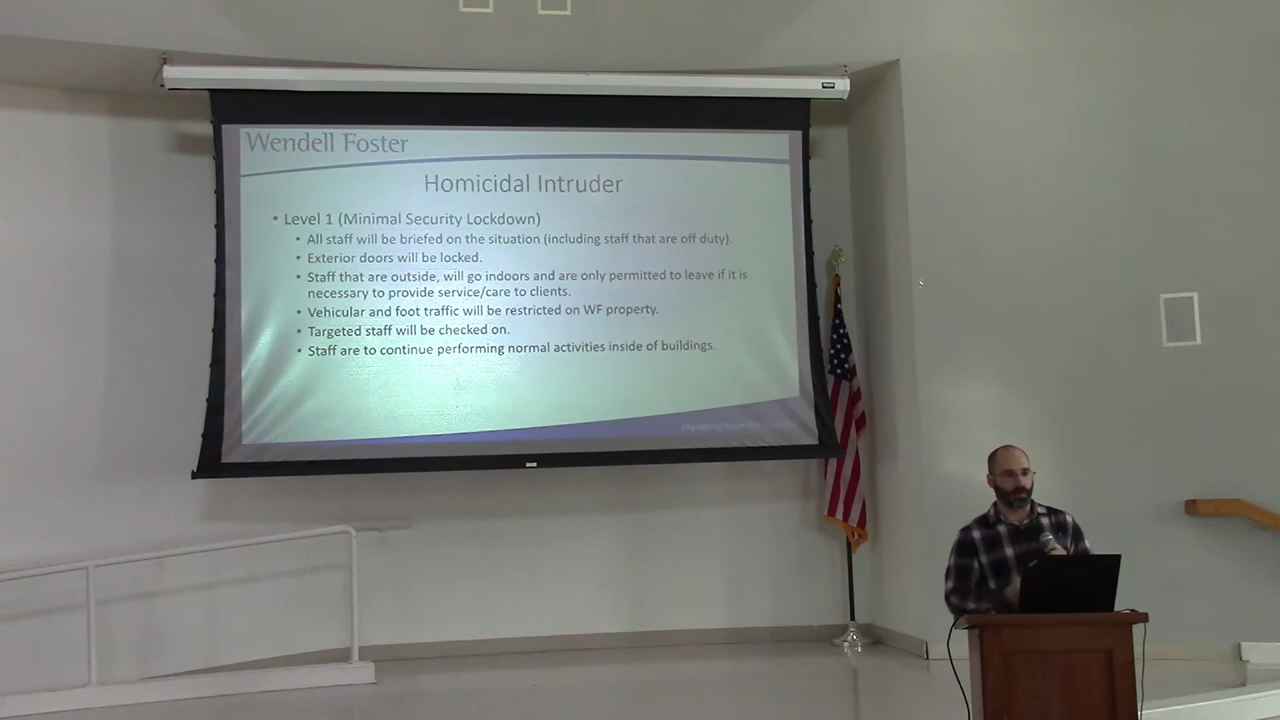 Wendell Foster
Homicidal Intruder
• Level 1 (Minimal Security Lockdown)
• All staff will be briefed on the situation (including staff that are off duty).
• Exterior doors will be locked.
• Staff that are outside, will go indoors and are only permitted to leave if it is
necessary to provide service/care to clients.
• Vehicular and foot traffic will be restricted on WF property.
• Targeted staff will be checked on.
• Staff are to continue performing normal activities inside of buildings.
Empowering